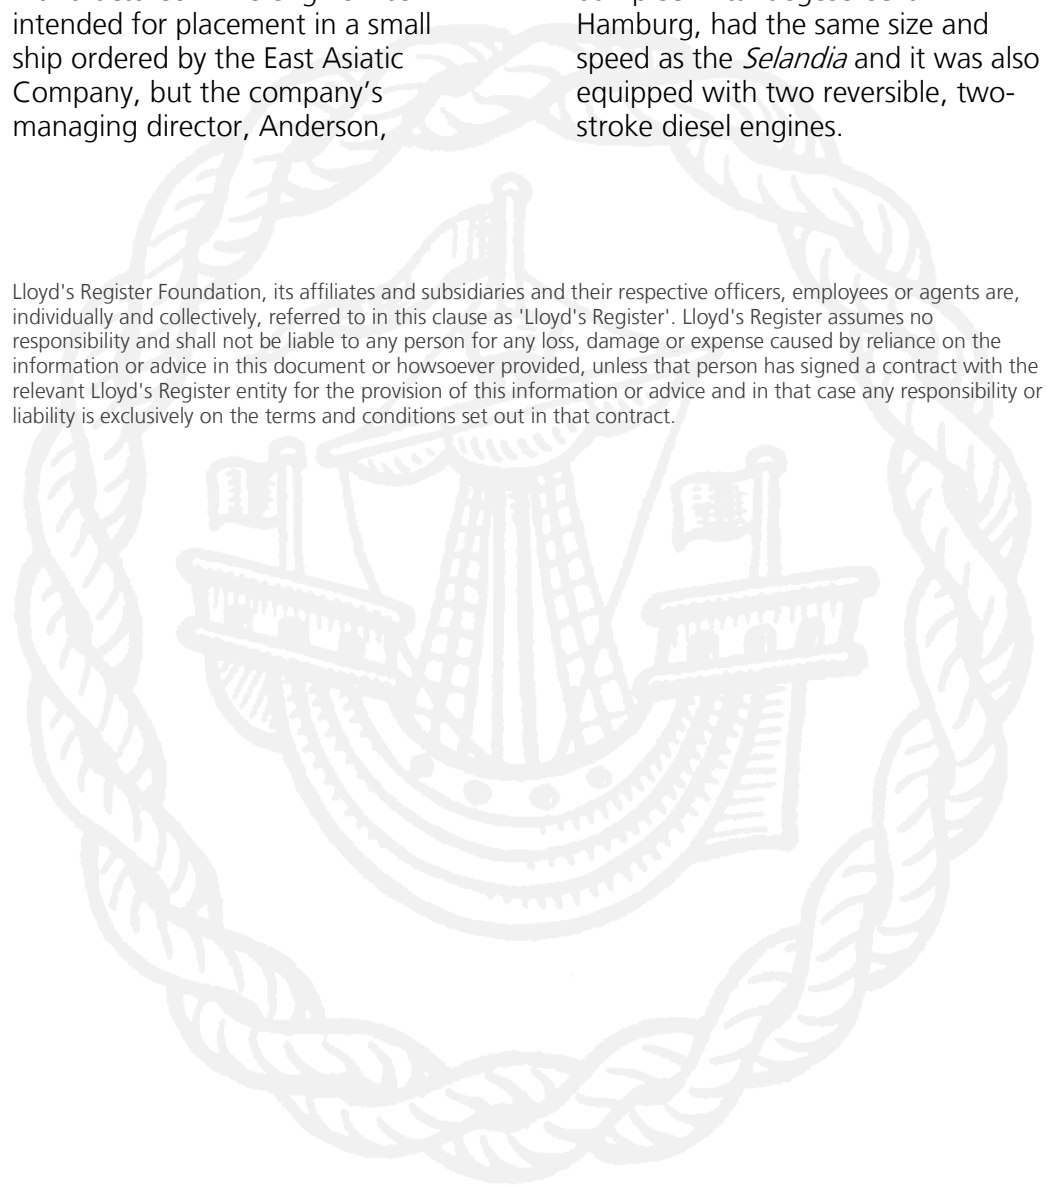 intended for placement in a small
ship ordered by the East Asiatic
Company, but the company's
managing director, Anderson,
Hamburg, had the same size and
speed as the Selandia and it was also
equipped with two reversible, two-
stroke diesel engines.
Lloyd's Register Foundation, its affiliates and subsidiaries and their respective officers, employees or agents are,
individually and collectively, referred to in this clause as 'Lloyd's Register'. Lloyd's Register assumes no
responsibility and shall not be liable to any person for any loss, damage or expense caused by reliance on the
information or advice in this document or howsoever provided, unless that person has signed a contract with the
relevant Lloyd's Register entity for the provision of this information or advice and in that case any responsibility or
liability is exclusively on the terms and conditions set out in that contract.